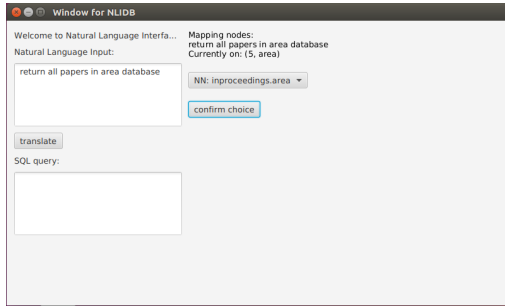 Window for NLIDB
Welcome to Natural Language Interfa...
Natural Language Input:
return all papers in area database
translate
SQL query:
Mapping nodes:
return all papers in area database
Currently on: (5, area)
NN: inproceedings.area
confirm choice